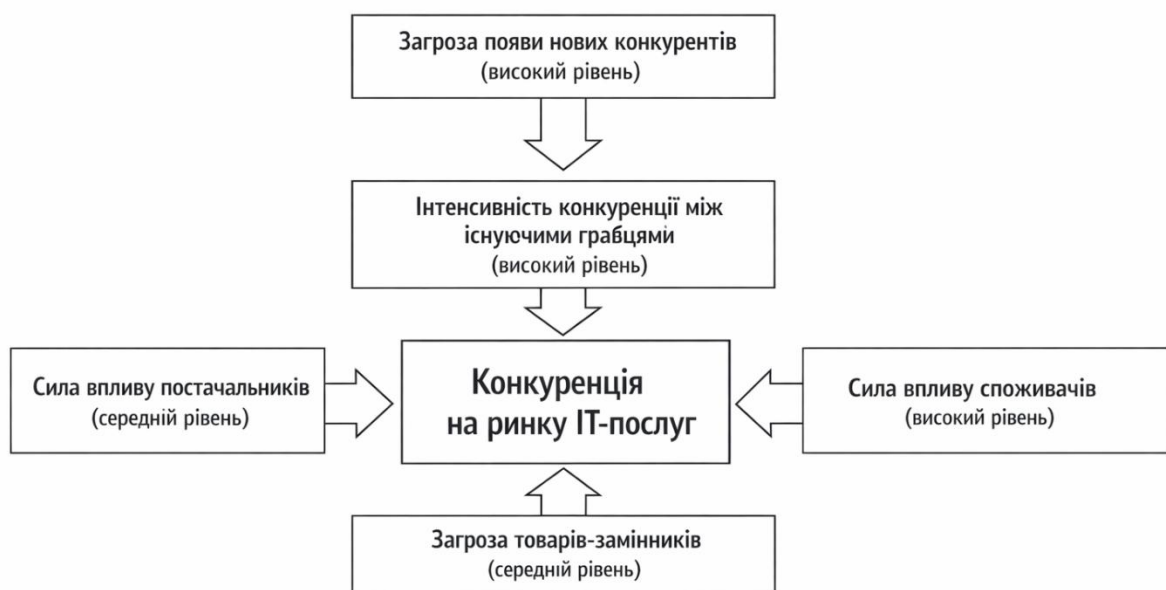 Загроза появи нових конкурентів
(високий рівень)
Інтенсивність конкуренції між
існуючими грабцями
(високий рівень)
Сила впливу постачальників
(середній рівень)
Конкуренція
на ринку ІТ-послуг
Сила впливу споживачів
(високий рівень)
Загроза товарів-замінників
(середній рівень)